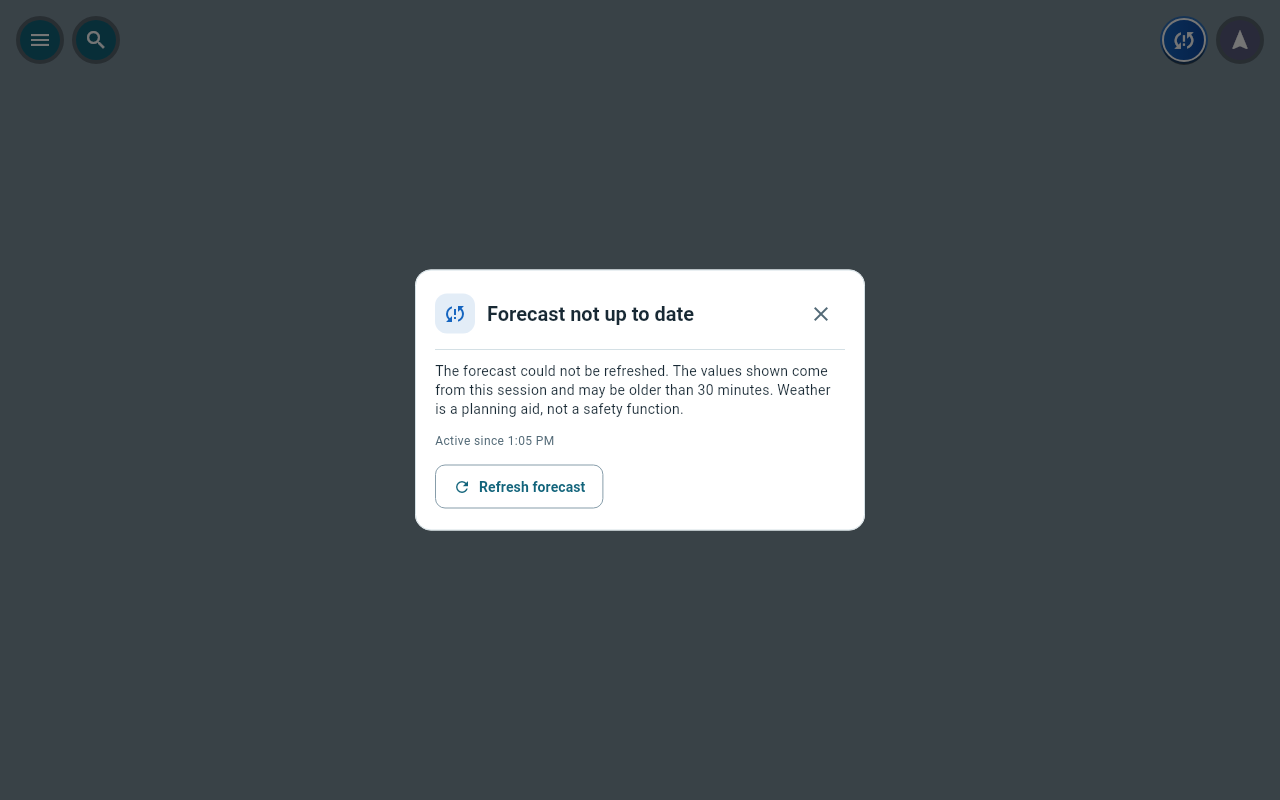 Forecast not up to date
The forecast could not be refreshed. The values shown come
from this session and may be older than 30 minutes. Weather
is a planning aid, not a safety function.
Active since 1:05 PM
Refresh forecast